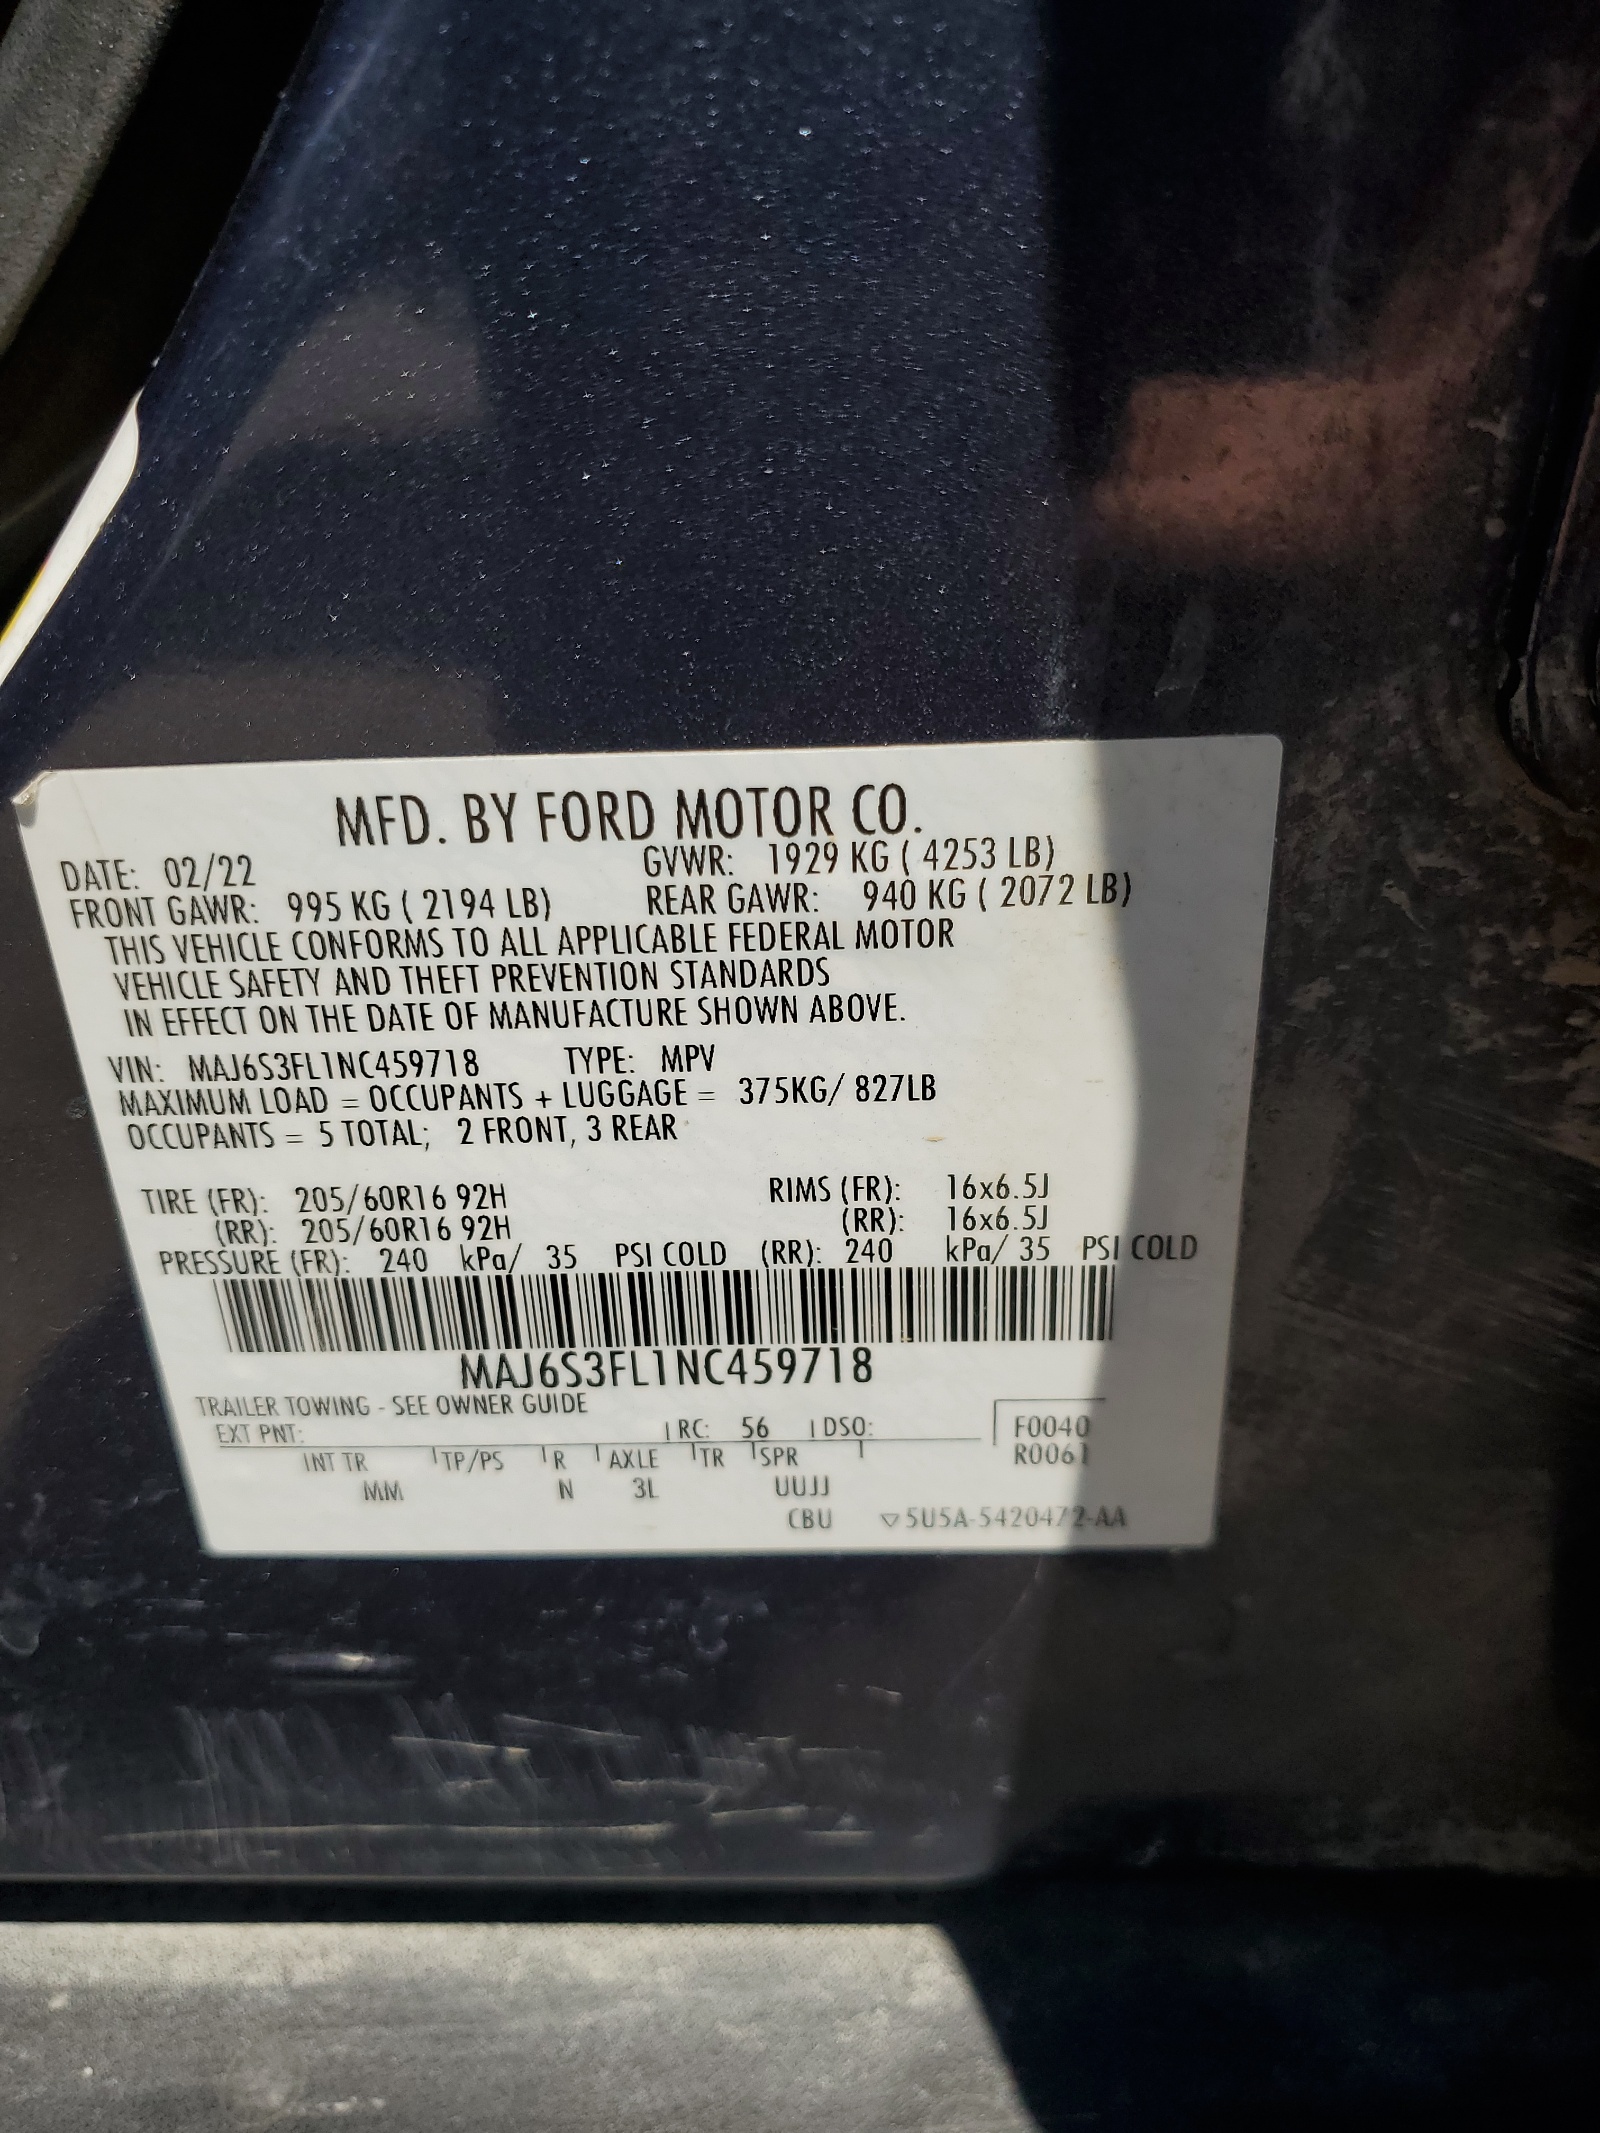 MFD. BY FORD MOTOR CO.
DATE: 02/22 GVWR: 1929 KG ( 4253 LB)
FRONT GAWR: 995 KG ( 2194 LB) REAR GAWR: 940 KG ( 2072 LB)
THIS VEHICLE CONFORMS TO ALL APPLICABLE FEDERAL MOTOR
VEHICLE SAFETY AND THEFT PREVENTION STANDARDS
IN EFFECT ON THE DATE OF MANUFACTURE SHOWN ABOVE.
VIN: MAJ6S3FL1NC459718 TYPE: MPV
MAXIMUM LOAD = OCCUPANTS + LUGGAGE = 375KG/ 827LB
OCCUPANTS = 5 TOTAL; 2 FRONT, 3 REAR
TIRE (FR): 205/60R16 92H RIMS (FR): 16x6.5J
(RR): 205/60R16 92H (RR): 16x6.5J
PRESSURE (FR): 240 kPa/ 35 PSI COLD (RR): 240 kPa/ 35 PSI COLD
MAJ6S3FL1NC459718
TRAILER TOWING - SEE OWNER GUIDE
EXT PNT: RC: 56 DSO: F0040
INT TR TP/PS R AXLE TR SPR R0061
MM N 3L UUJJ
CBU ▽5U5A-5420472-AA